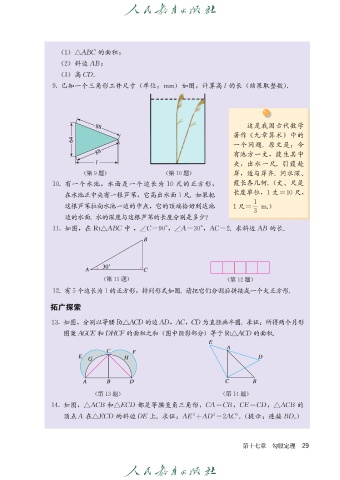 人民教育出版社
(1) △ABC 的面积;
(2) 斜边 AB;
(3) 高 CD.
9. 已知一个三角形工件尺寸(单位: mm)如图, 计算高 l 的长(结果取整数).
88
64
88
l
(第 9 题)
(第 10 题)
这是我国古代数学
著作《九章算术》中的
一个问题. 原文是: 今
有池方一丈, 葭生其中
央, 出水一尺. 引葭赴
岸, 适与岸齐. 问水深、
葭长各几何. (丈、尺是
长度单位, 1 丈=10 尺,
1 尺=1/3 m.)
10. 有一个水池, 水面是一个边长为 10 尺的正方形,
在水池正中央有一根芦苇, 它高出水面 1 尺. 如果把
这根芦苇拉向水池一边的中点, 它的顶端恰好到达池
边的水面. 水的深度与这根芦苇的长度分别是多少?
11. 如图, 在 Rt△ABC 中, ∠C=90°, ∠A=30°, AC=2. 求斜边 AB 的长.
B
30°
A C
(第 11 题)
(第 12 题)
12. 有 5 个边长为 1 的正方形, 排列形式如图. 请把它们分割后拼接成一个大正方形.
拓广探索
13. 如图, 分别以等腰 Rt△ACD 的边 AD, AC, CD 为直径画半圆. 求证: 所得两个月形
图案 AGCE 和 DHCF 的面积之和(图中阴影部分)等于 Rt△ACD 的面积.
E G C H F
A B D
(第 13 题)
E A D
C B
(第 14 题)
14. 如图, △ACB 和△ECD 都是等腰直角三角形, CA=CB, CE=CD, △ACB 的
顶点 A 在△ECD 的斜边 DE 上. 求证: AE²+AD²=2AC². (提示: 连接 BD.)
第十七章 勾股定理 29
人民教育出版社